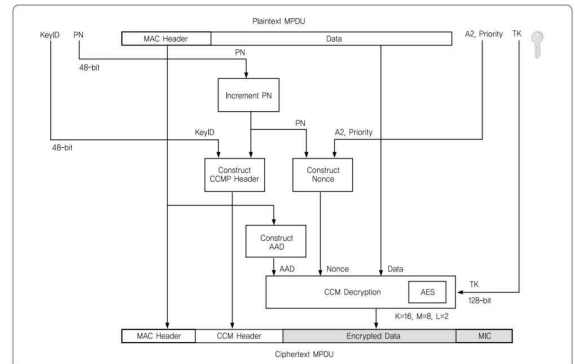 Plaintext MPDU
KeyID PN
MAC Header Data
A2, Priority TK
PN
48-bit
Increment PN
PN
KeyID
A2, Priority
48-bit
Construct
CCMP Header
Construct
Nonce
Construct
AAD
AAD Nonce Data
CCM Decryption
AES
TK
128-bit
K=16, M=8, L=2
MAC Header CCM Header Encrypted Data MIC
Ciphertext MPDU